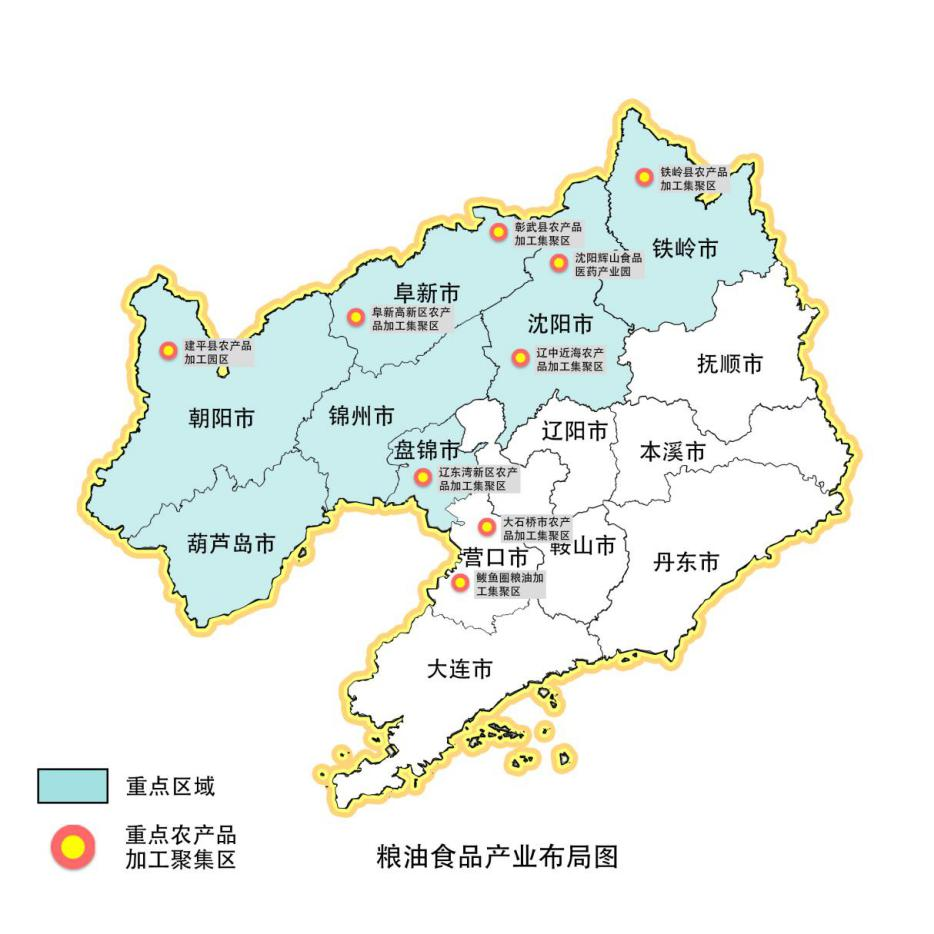 铁岭县农产品
加工集聚区
彰武县农产品
加工集聚区
铁岭市
沈阳辉山食品
医药产业园
阜新市
阜新高新区农产
品加工集聚区
沈阳市
建平县农产品
加工园区
辽中近海农产
品加工集聚区
抚顺市
朝阳市
锦州市
辽阳市
盘锦市
本溪市
辽东湾新区农产
品加工集聚区
大石桥市农产
品加工集聚区
葫芦岛市
鞍山市
营口市
丹东市
鲅鱼圈粮油加
工集聚区
大连市
重点区域
重点农产品
加工聚集区
粮油食品产业布局图